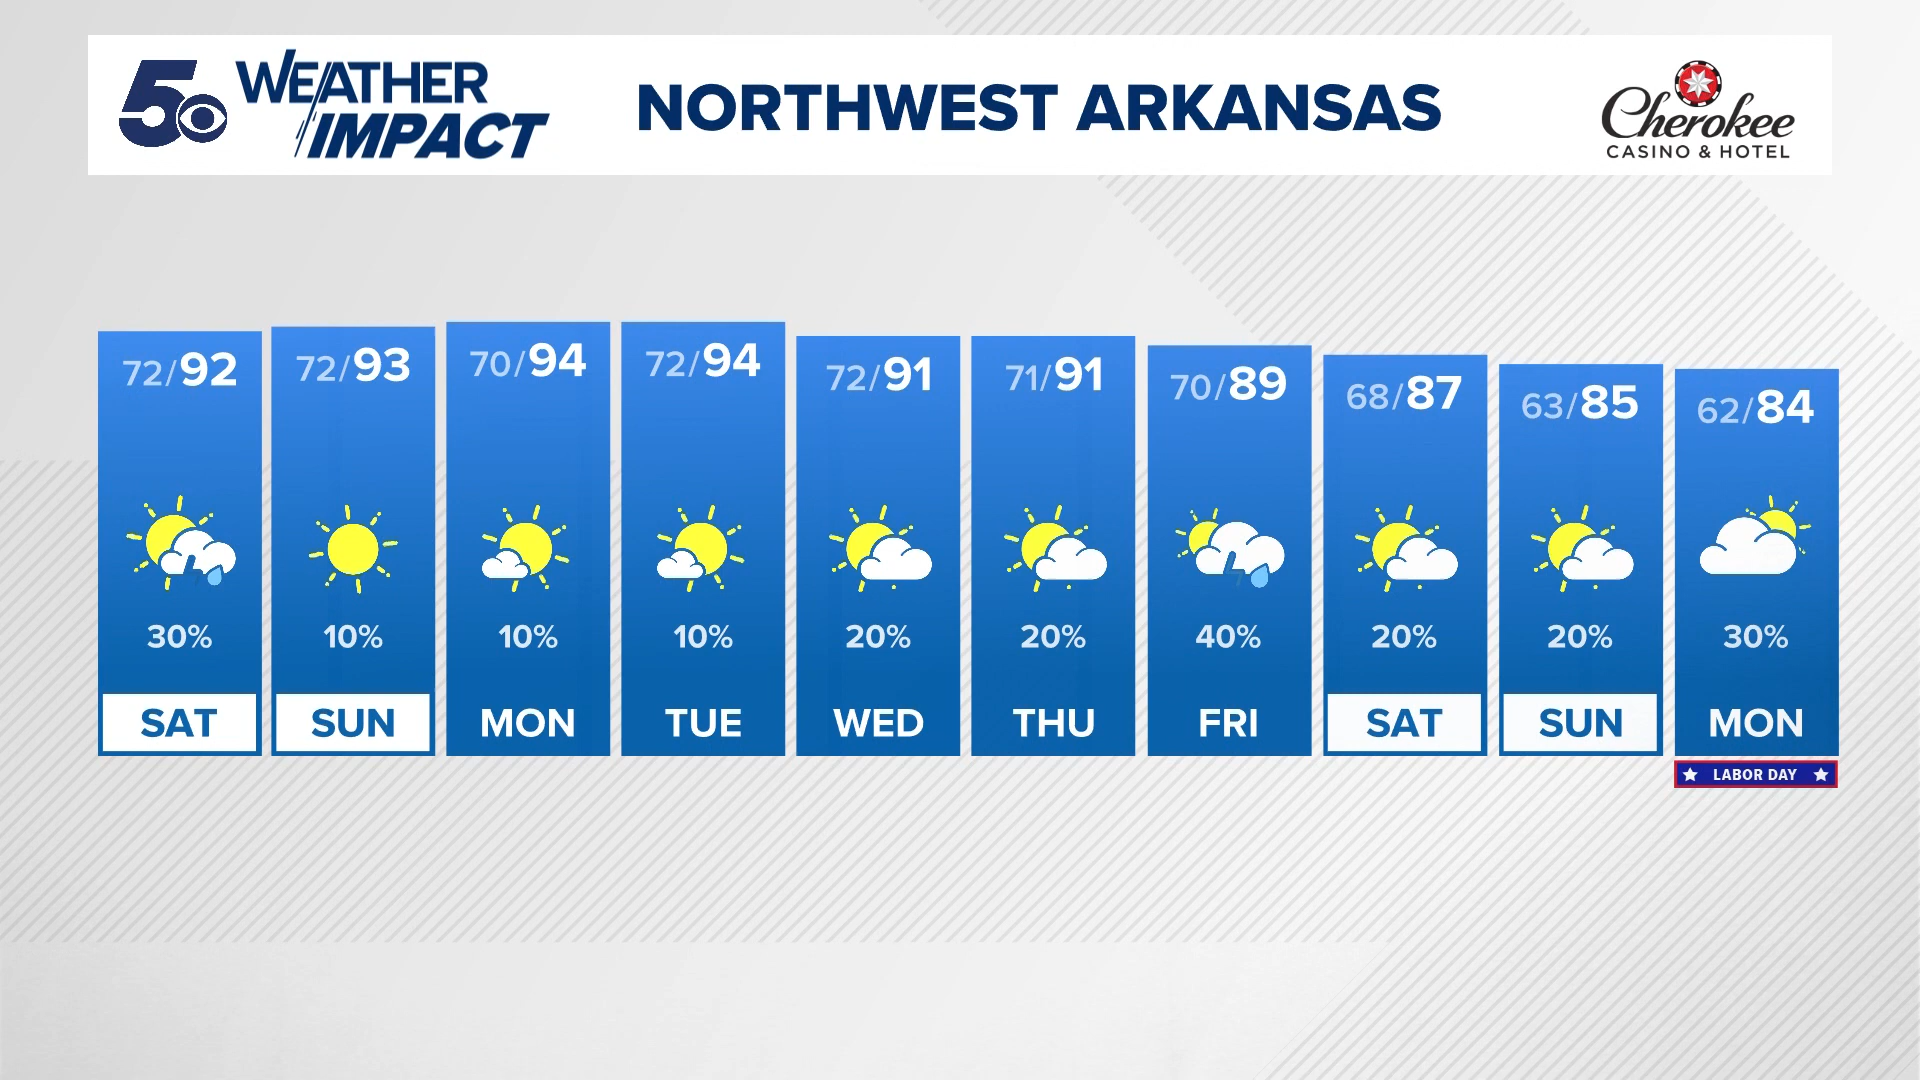 5 WEATHER IMPACT
NORTHWEST ARKANSAS
Cherokee
CASINO & HOTEL
72/92
72/93
70/94
72/94
72/91
71/91
70/89
68/87
63/85
62/84
30%
10%
10%
10%
20%
20%
40%
20%
20%
30%
SAT
SUN
MON
TUE
WED
THU
FRI
SAT
SUN
MON
LABOR DAY